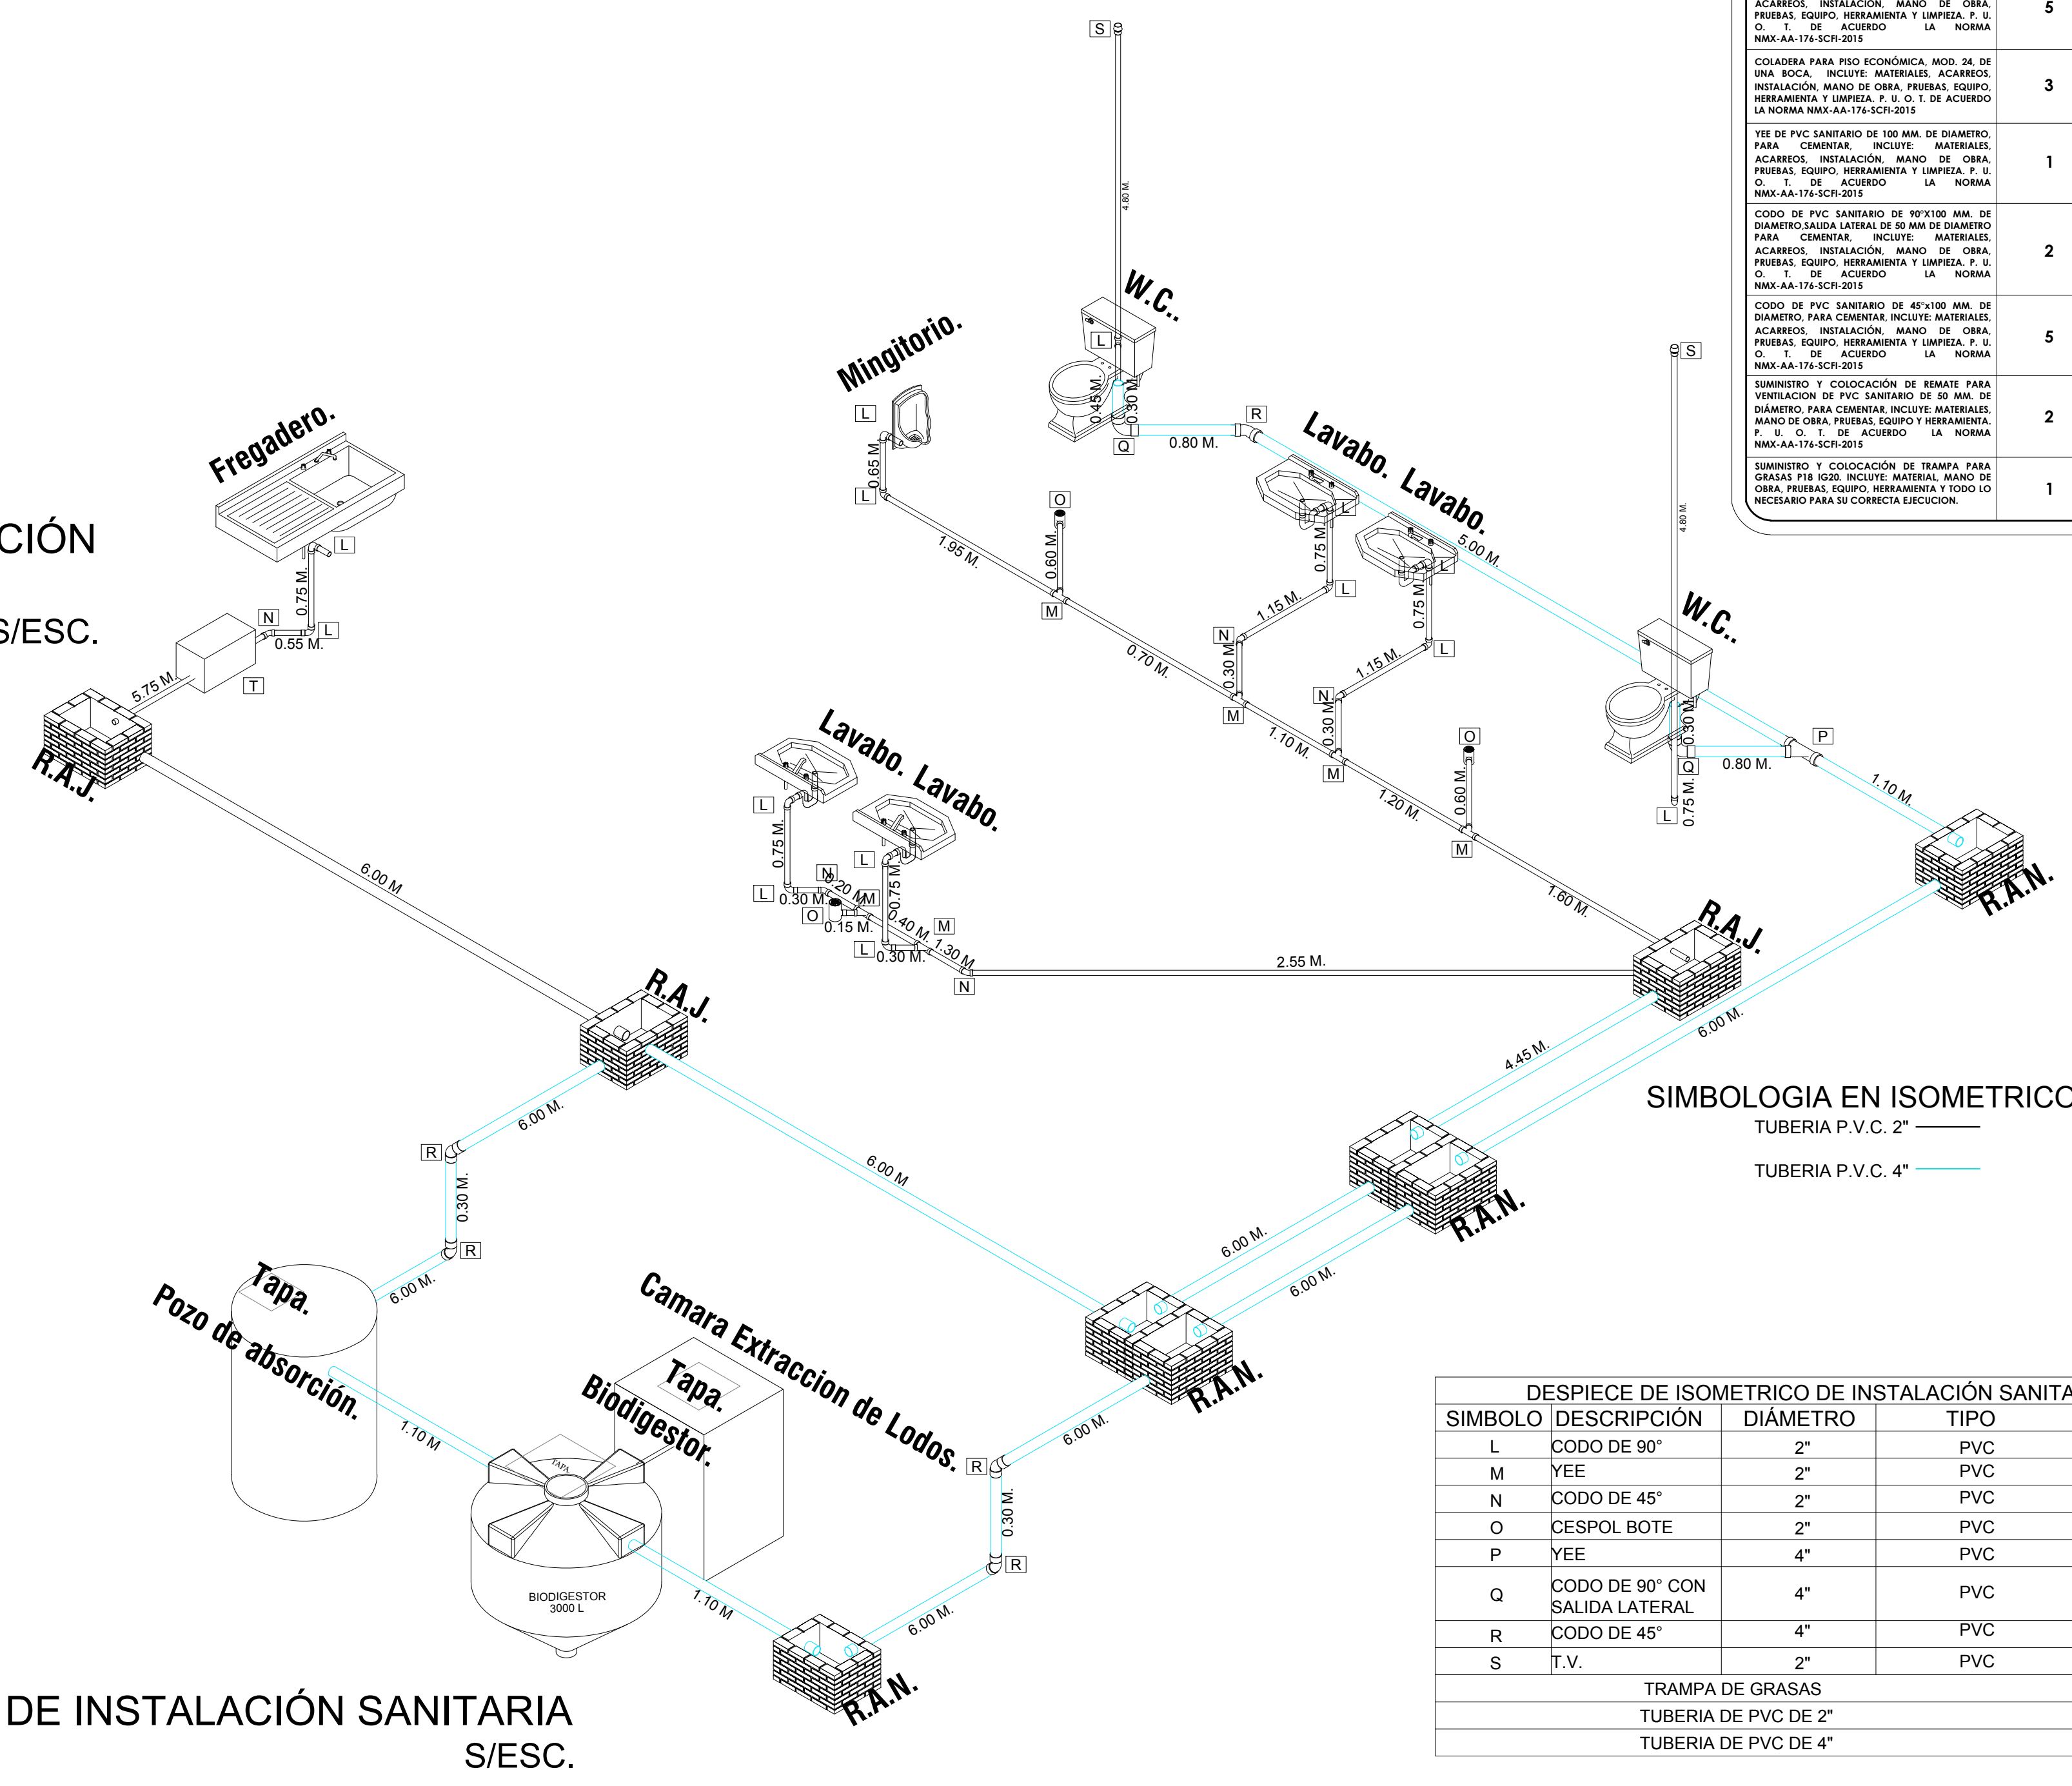 ACARREOS, INSTALACIÓN, MANO DE OBRA,
PRUEBAS, EQUIPO, HERRAMIENTA Y LIMPIEZA. P. U.
O. T. DE ACUERDO LA NORMA
NMX-AA-176-SCFI-2015
5
COLADERA PARA PISO ECONÓMICA, MOD. 24, DE
UNA BOCA, INCLUYE: MATERIALES, ACARREOS,
INSTALACIÓN, MANO DE OBRA, PRUEBAS, EQUIPO,
HERRAMIENTA Y LIMPIEZA. P. U. O. T. DE ACUERDO
LA NORMA NMX-AA-176-SCFI-2015
3
YEE DE PVC SANITARIO DE 100 MM. DE DIAMETRO,
PARA CEMENTAR, INCLUYE: MATERIALES,
ACARREOS, INSTALACIÓN, MANO DE OBRA,
PRUEBAS, EQUIPO, HERRAMIENTA Y LIMPIEZA. P. U.
O. T. DE ACUERDO LA NORMA
NMX-AA-176-SCFI-2015
1
CODO DE PVC SANITARIO DE 90°X100 MM. DE
DIAMETRO,SALIDA LATERAL DE 50 MM DE DIAMETRO
PARA CEMENTAR, INCLUYE: MATERIALES,
ACARREOS, INSTALACIÓN, MANO DE OBRA,
PRUEBAS, EQUIPO, HERRAMIENTA Y LIMPIEZA. P. U.
O. T. DE ACUERDO LA NORMA
NMX-AA-176-SCFI-2015
2
CODO DE PVC SANITARIO DE 45°x100 MM. DE
DIAMETRO, PARA CEMENTAR, INCLUYE: MATERIALES,
ACARREOS, INSTALACIÓN, MANO DE OBRA,
PRUEBAS, EQUIPO, HERRAMIENTA Y LIMPIEZA. P. U.
O. T. DE ACUERDO LA NORMA
NMX-AA-176-SCFI-2015
5
SUMINISTRO Y COLOCACIÓN DE REMATE PARA
VENTILACION DE PVC SANITARIO DE 50 MM. DE
DIÁMETRO, PARA CEMENTAR, INCLUYE: MATERIALES,
MANO DE OBRA, PRUEBAS, EQUIPO Y HERRAMIENTA.
P. U. O. T. DE ACUERDO LA NORMA
NMX-AA-176-SCFI-2015
2
SUMINISTRO Y COLOCACIÓN DE TRAMPA PARA
GRASAS P18 IG20. INCLUYE: MATERIAL, MANO DE
OBRA, PRUEBAS, EQUIPO, HERRAMIENTA Y TODO LO
NECESARIO PARA SU CORRECTA EJECUCION.
1
S
4.80 M.
W.C..
L
0.45 M.
0.30 M.
Q
0.80 M.
R
Mingitorio.
L
0.65 M
L
1.95 M.
O
0.60 M.
M
0.70 M.
Lavabo. Lavabo.
5.00 M.
L
0.75 M.
L
1.15 M.
N
0.30 M.
M
1.10 M.
L
0.75 M.
L
1.15 M.
N
0.30 M.
M
1.20 M.
O
0.60 M.
M
1.60 M.
S
4.80 M.
W.C..
0.30 M.
Q
0.80 M.
P
L
0.75 M.
1.10 M.
R.A.N.
R.A.J.
6.00 M.
4.45 M.
Fregadero.
L
0.75 M.
L
N
0.55 M.
T
5.75 M.
R.A.J.
6.00 M
CIÓN
S/ESC.
Lavabo. Lavabo.
L
0.75 M.
L
0.30 M.
N
0.20 M.
M
O
0.15 M.
L
0.75 M.
0.40 M.
L
0.30 M.
M
1.30 M.
N
2.55 M.
R.A.J.
6.00 M.
R
0.30 M.
R
6.00 M.
6.00 M
R.A.N.
6.00 M.
6.00 M.
R.A.N.
6.00 M.
R
0.30 M.
R
6.00 M.
R.A.N.
1.10 M
Tapa.
Pozo de absorción.
1.10 M
Camara Extraccion de Lodos.
Tapa.
Biodigestor.
TAPA
BIODIGESTOR
3000 L
SIMBOLOGIA EN ISOMETRICO
TUBERIA P.V.C. 2"
TUBERIA P.V.C. 4"
DESPIECE DE ISOMETRICO DE INSTALACIÓN SANITA
SIMBOLO DESCRIPCIÓN DIÁMETRO TIPO
L CODO DE 90° 2" PVC
M YEE 2" PVC
N CODO DE 45° 2" PVC
O CESPOL BOTE 2" PVC
P YEE 4" PVC
Q CODO DE 90° CON
SALIDA LATERAL 4" PVC
R CODO DE 45° 4" PVC
S T.V. 2" PVC
TRAMPA DE GRASAS
TUBERIA DE PVC DE 2"
TUBERIA DE PVC DE 4"
DE INSTALACIÓN SANITARIA
S/ESC.